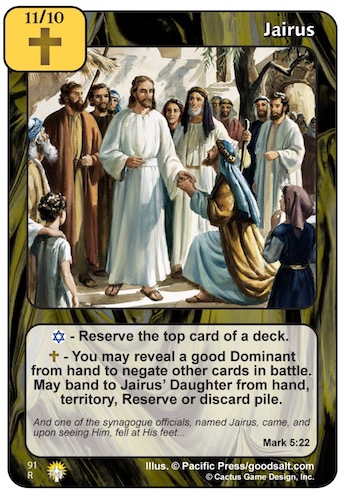 11/10
Jairus
✡ - Reserve the top card of a deck.
✝ - You may reveal a good Dominant
from hand to negate other cards in battle.
May band to Jairus’ Daughter from hand,
territory, Reserve or discard pile.
And one of the synagogue officials, named Jairus, came, and
upon seeing Him, fell at His feet...
Mark 5:22
91
R
Illus. © Pacific Press/goodsalt.com
© Cactus Game Design, Inc.